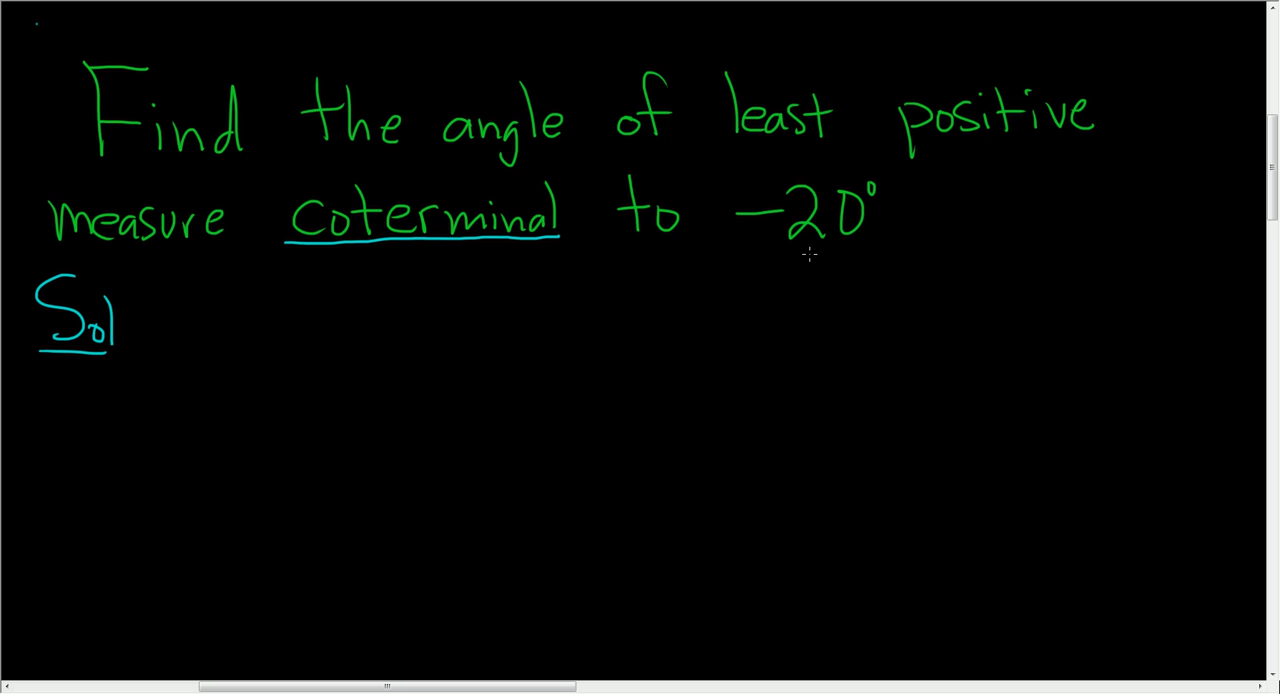 Find the angle of least positive
measure coterminal to -20°
Sol